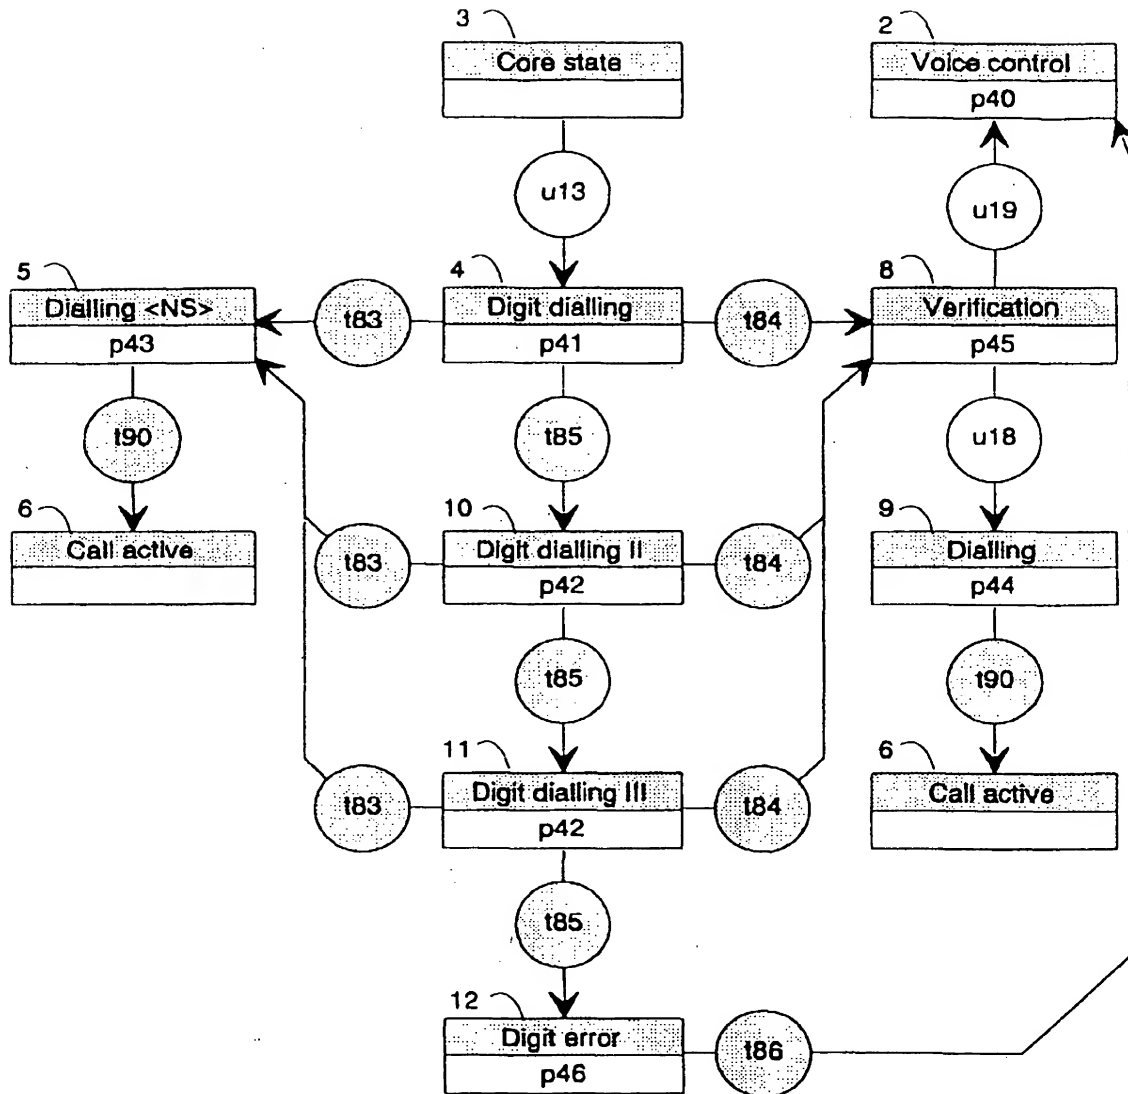 3
Core state
2
Voice control
p40
u13
u19
5
Dialling <NS>
p43
t83
4
Digit dialling
p41
t84
8
Verification
p45
t90
t85
u18
6
Call active
t83
10
Digit dialling II
p42
t84
9
Dialling
p44
t85
t90
t83
11
Digit dialling III
p42
t84
6
Call active
t85
12
Digit error
p46
t86